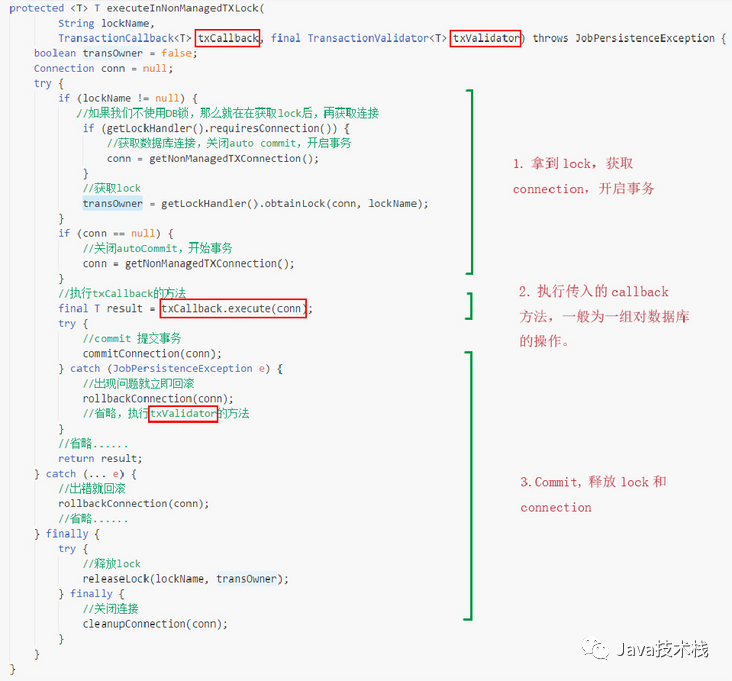 protected <T> T executeInNonManagedTXLock(
        String lockName,
        TransactionCallback<T> txCallback, final TransactionValidator<T> txValidator) throws JobPersistenceException {
    boolean transOwner = false;
    Connection conn = null;
    try {
        if (lockName != null) {
           //如果我们不使用DB锁，那么就在在获取lock后，再获取连接
            if (getLockHandler().requiresConnection()) {
                //获取数据库连接，关闭auto commit，开启事务
                conn = getNonManagedTXConnection();
            }
            //获取lock
            transOwner = getLockHandler().obtainLock(conn, lockName);
        }
        if (conn == null) {
            //关闭autoCommit，开始事务
            conn = getNonManagedTXConnection();
        }
        //执行txCallback的方法
        final T result = txCallback.execute(conn);
        try {
            //commit 提交事务
            commitConnection(conn);
        } catch (JobPersistenceException e) {
            //出现问题就立即回滚
            rollbackConnection(conn);
            //省略，执行txValidator的方法
        }
        //省略......
        return result;
    } catch (... e) {
        //出错就回滚
        rollbackConnection(conn);
        //省略......
    } finally {
        try {
            //释放lock
            releaseLock(lockName, transOwner);
        } finally {
            //关闭连接
            cleanupConnection(conn);
        }
    }
}
1. 拿到 lock，获取
connection，开启事务
2. 执行传入的 callback
方法，一般为一组对数据库
的操作。
3.Commit, 释放 lock 和
connection
Java技术栈